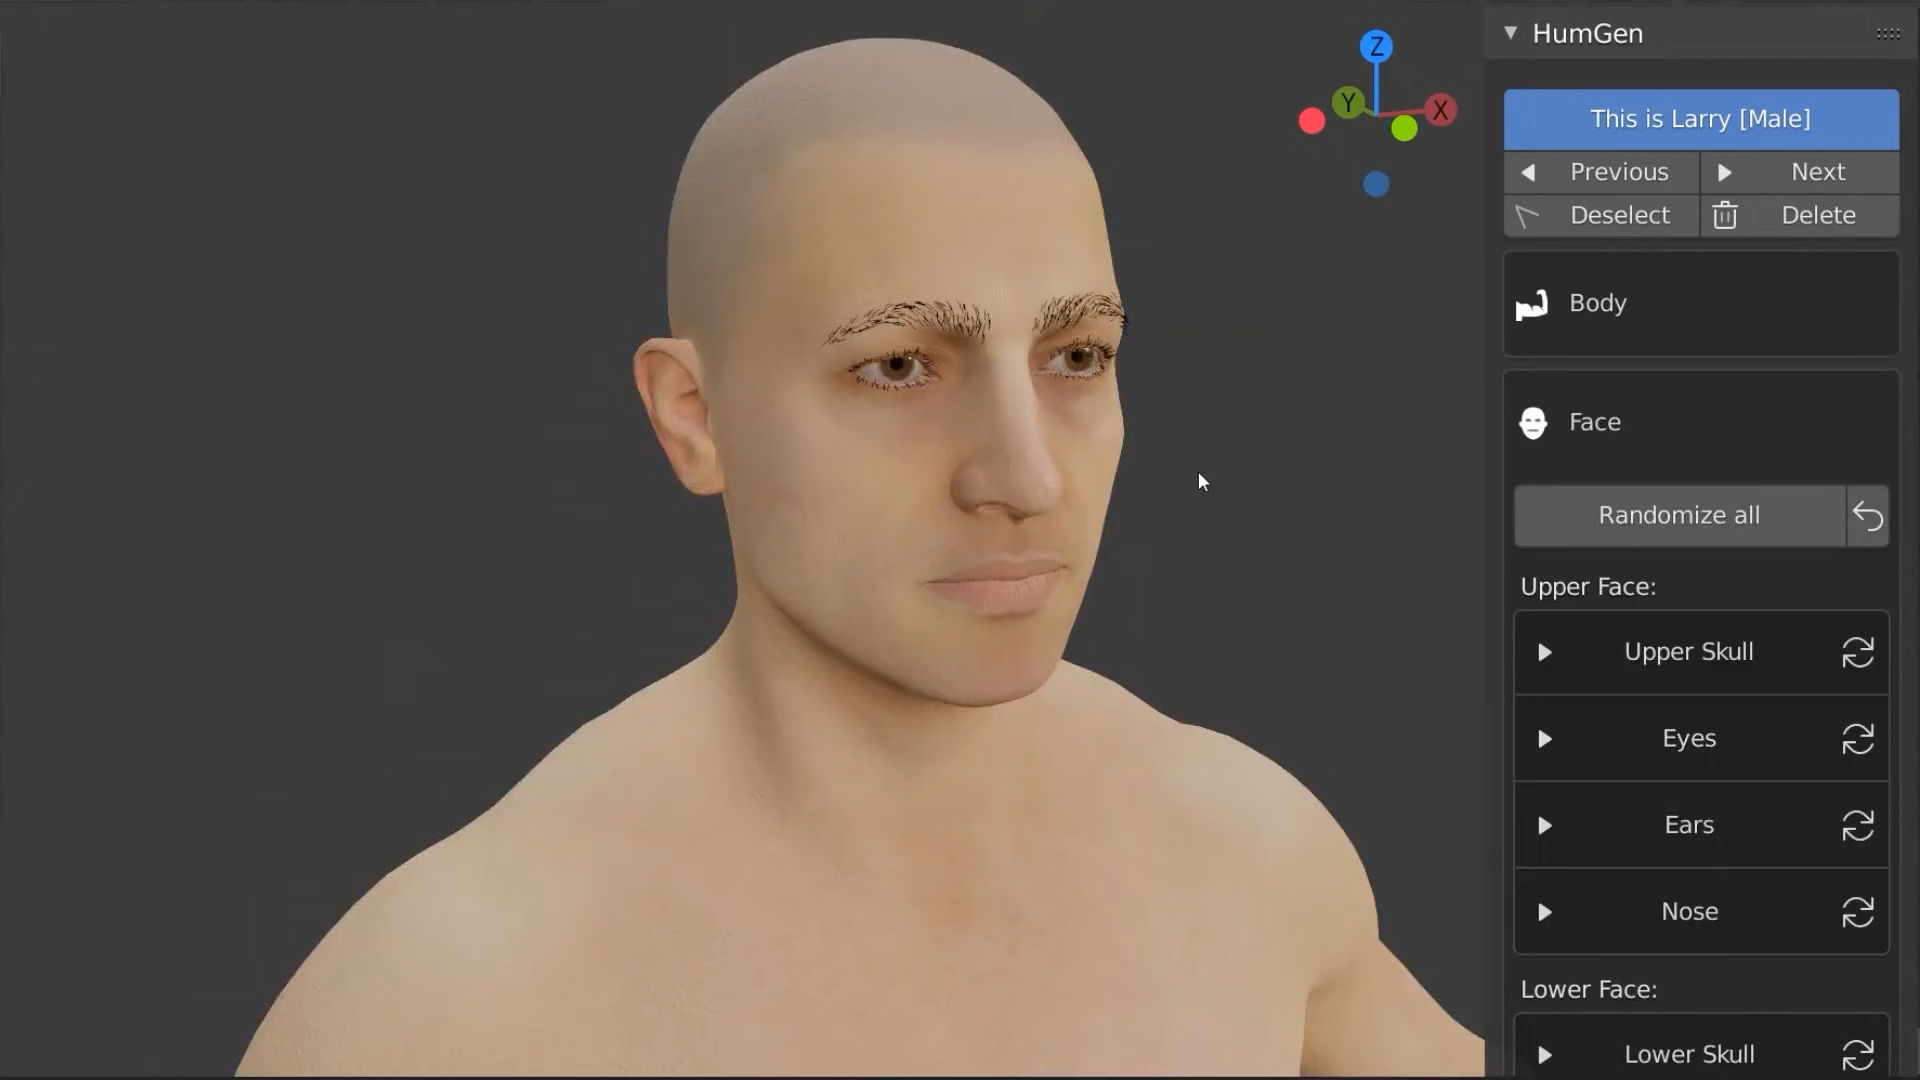 HumGen
Z
Y
X
This is Larry [Male]
Previous
Next
Deselect
Delete
Body
Face
Randomize all
Upper Face:
Upper Skull
Eyes
Ears
Nose
Lower Face:
Lower Skull